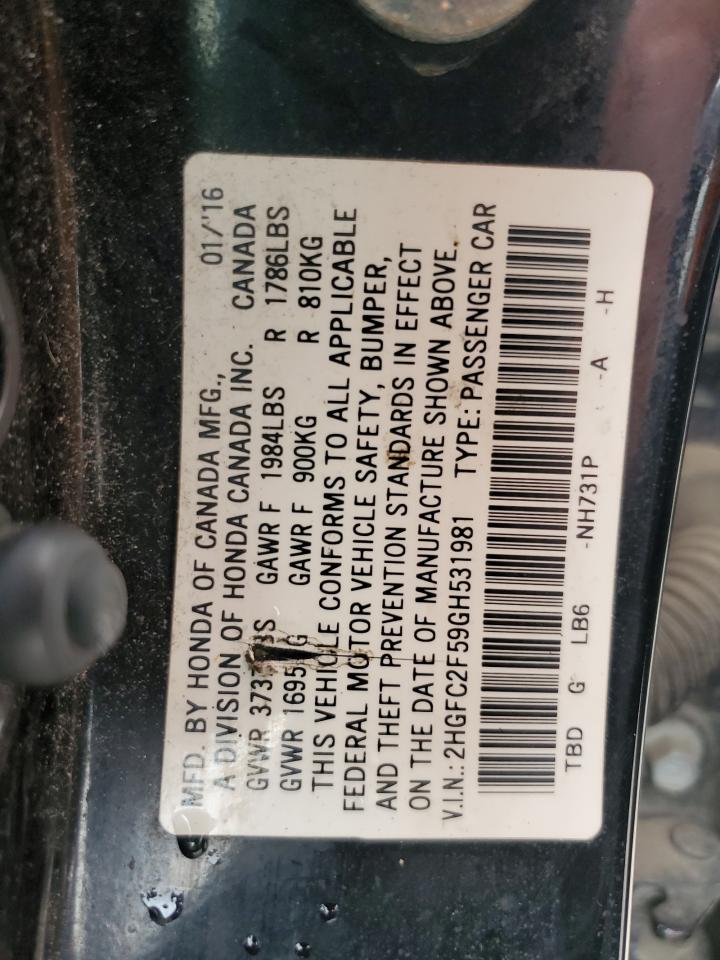 MFD. BY HONDA OF CANADA MFG., 01/'16
A DIVISION OF HONDA CANADA INC. CANADA
GVWR GAWR F 1984LBS R 1786LBS
GVWR GAWR F 900KG R 810KG
THIS VEHICLE CONFORMS TO ALL APPLICABLE
FEDERAL MOTOR VEHICLE SAFETY, BUMPER,
AND THEFT PREVENTION STANDARDS IN EFFECT
ON THE DATE OF MANUFACTURE SHOWN ABOVE.
V.I.N.: 2HGFC2F59GH531981 TYPE: PASSENGER CAR
TBD G LB6 -NH731P -A -H